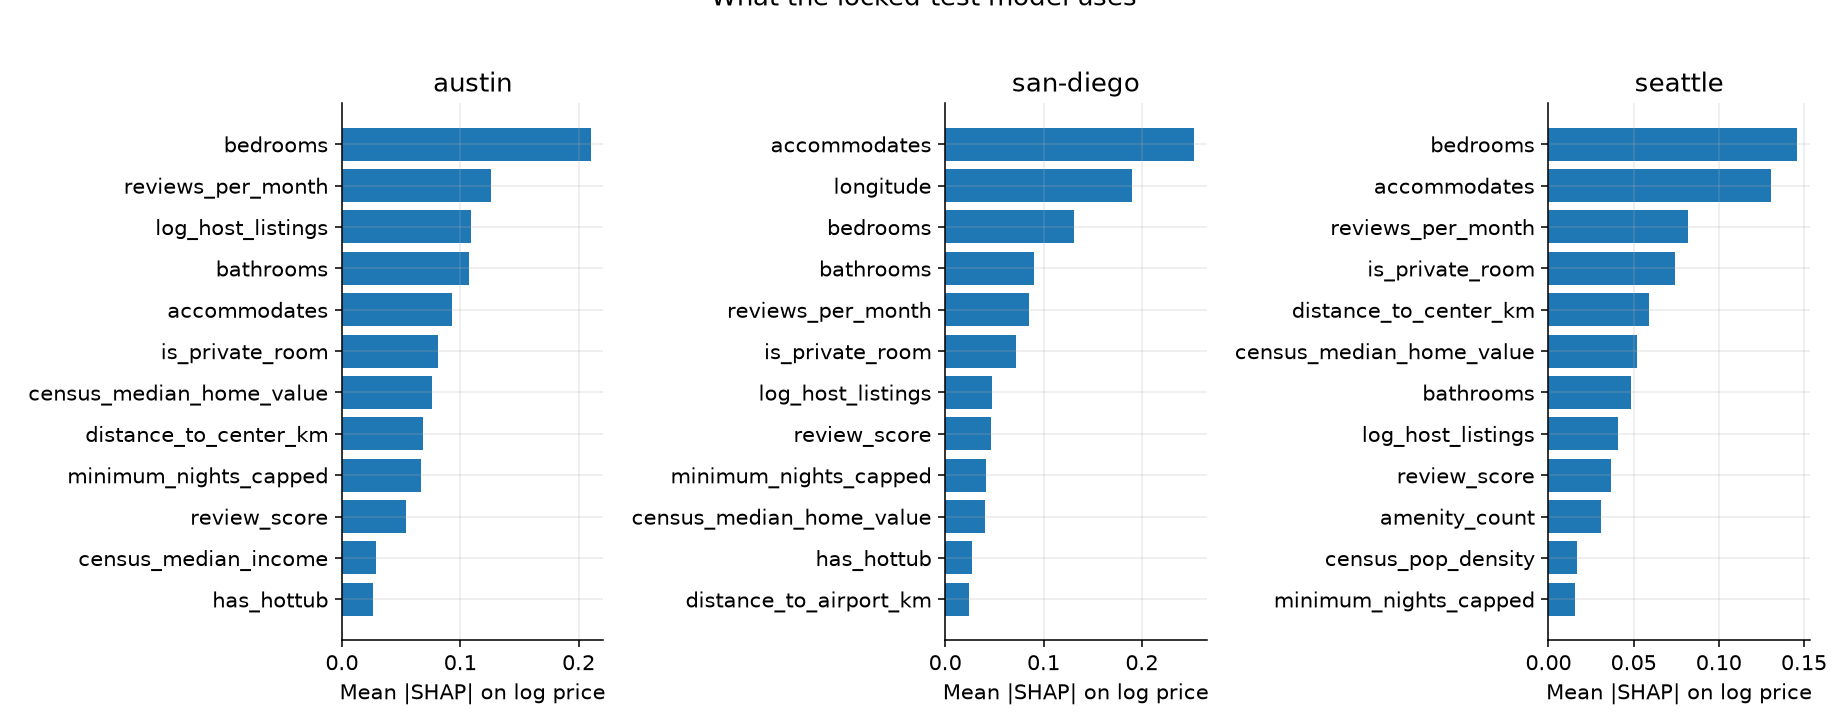 What the locked-test model uses
austin
bedrooms
reviews_per_month
log_host_listings
bathrooms
accommodates
is_private_room
census_median_home_value
distance_to_center_km
minimum_nights_capped
review_score
census_median_income
has_hottub
0.0 0.1 0.2
Mean |SHAP| on log price
san-diego
accommodates
longitude
bedrooms
bathrooms
reviews_per_month
is_private_room
log_host_listings
review_score
minimum_nights_capped
census_median_home_value
has_hottub
distance_to_airport_km
0.0 0.1 0.2
Mean |SHAP| on log price
seattle
bedrooms
accommodates
reviews_per_month
is_private_room
distance_to_center_km
census_median_home_value
bathrooms
log_host_listings
review_score
amenity_count
census_pop_density
minimum_nights_capped
0.00 0.05 0.10 0.15
Mean |SHAP| on log price